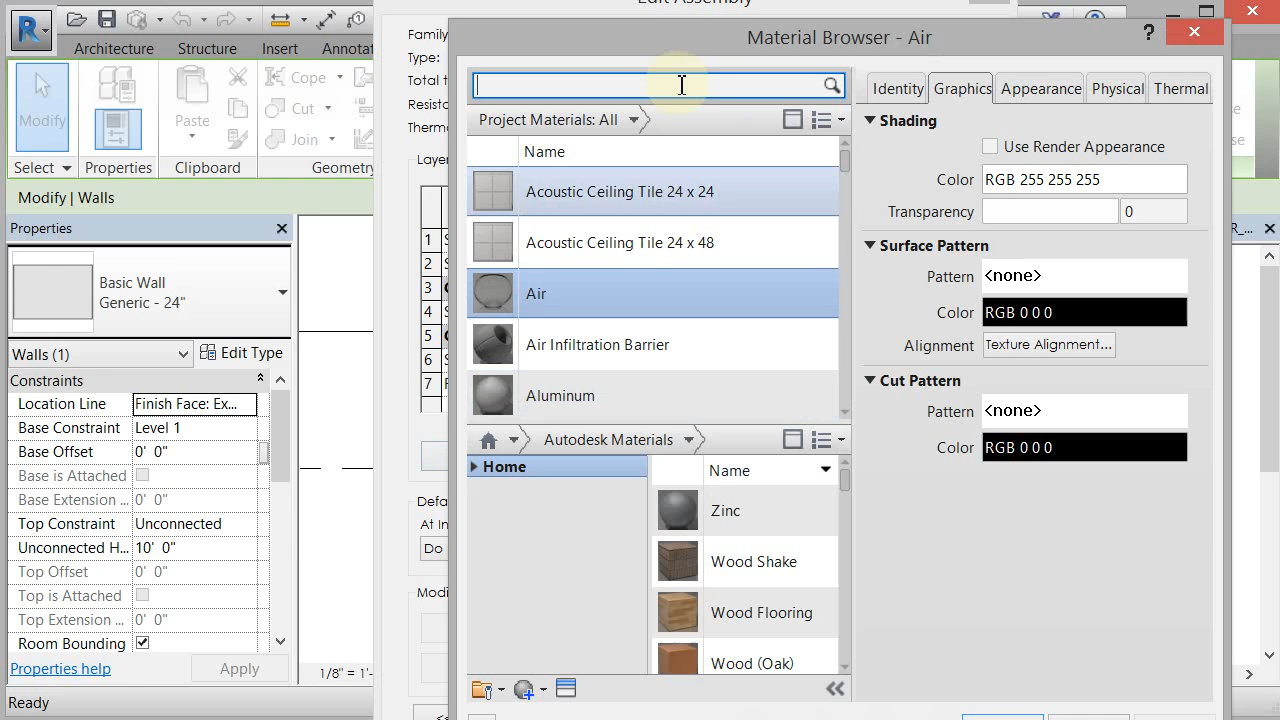 Edit Assembly
Architecture
Structure
Insert
Annotat
Modify
Paste
Cope
Cut
Join
Select
Properties
Clipboard
Geometry
Modify | Walls
Properties
Basic Wall
Generic - 24"
Walls (1)
Edit Type
Constraints
Location Line
Finish Face: Ex...
Base Constraint
Level 1
Base Offset
0' 0"
Base is Attached
Base Extension ...
0' 0"
Top Constraint
Unconnected
Unconnected H...
10' 0"
Top Offset
0' 0"
Top is Attached
Top Extension ...
0' 0"
Room Bounding
Properties help
Apply
1/8" = 1'-
Ready
Family
Type:
Total t
Resista
Therm
Layer
1
2 S
3
4 S
5
6 S
7 F
Defa
At In
Do
Modi
<<
Material Browser - Air
?
Project Materials: All
Name
Acoustic Ceiling Tile 24 x 24
Acoustic Ceiling Tile 24 x 48
Air
Air Infiltration Barrier
Aluminum
Autodesk Materials
Home
Name
Zinc
Wood Shake
Wood Flooring
Wood (Oak)
Identity
Graphics
Appearance
Physical
Thermal
Shading
Use Render Appearance
Color
RGB 255 255 255
Transparency
0
Surface Pattern
Pattern
<none>
Color
RGB 0 0 0
Alignment
Texture Alignment...
Cut Pattern
Pattern
<none>
Color
RGB 0 0 0
R_...